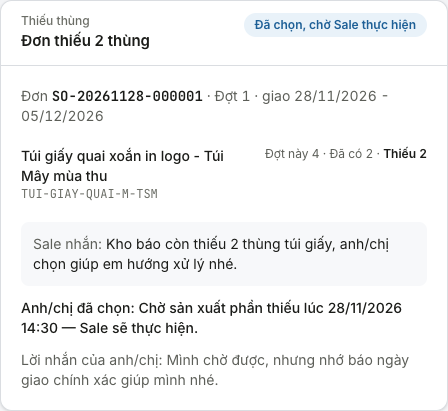 Thiếu thùng
Đơn thiếu 2 thùng
Đã chọn, chờ Sale thực hiện
Đơn SO-20261128-000001 · Đợt 1 · giao 28/11/2026 -
05/12/2026
Túi giấy quai xoắn in logo - Túi
Mây mùa thu
TUI-GIAY-QUAI-M-TSM
Đợt này 4 · Đã có 2 · Thiếu 2
Sale nhắn: Kho báo còn thiếu 2 thùng túi giấy, anh/chị
chọn giúp em hướng xử lý nhé.
Anh/chị đã chọn: Chờ sản xuất phần thiếu lúc 28/11/2026
14:30 — Sale sẽ thực hiện.
Lời nhắn của anh/chị: Mình chờ được, nhưng nhớ báo ngày
giao chính xác giúp mình nhé.